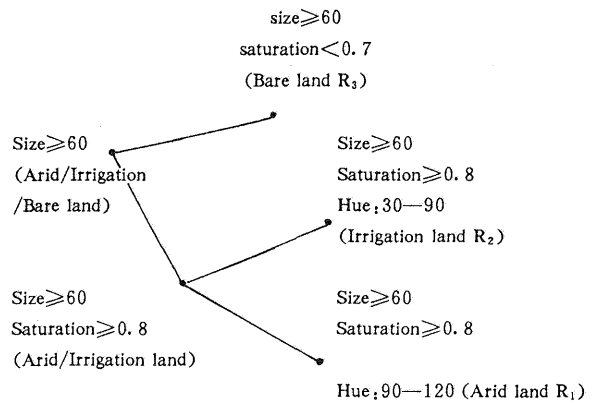 size≥60
saturation<0.7
(Bare land R₃)
Size≥60
(Arid/Irrigation
/Bare land)
Size≥60
Saturation≥0.8
Hue:30—90
(Irrigation land R₂)
Size≥60
Saturation≥0.8
(Arid/Irrigation land)
Size≥60
Saturation≥0.8
Hue:90—120 (Arid land R₁)